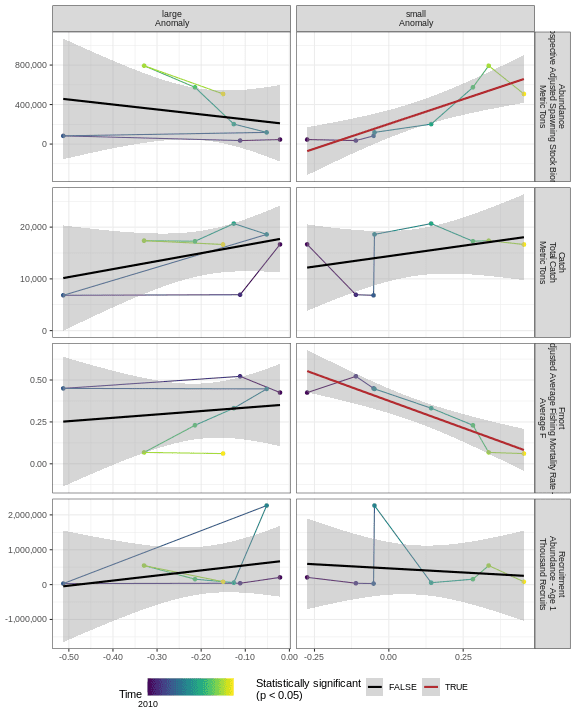 large
Anomaly
small
Anomaly
800,000
400,000
0
Abundance
Adjusted Spawning Stock
Metric Tons
20,000
10,000
0
Catch
Total Catch
Metric Tons
0.50
0.25
0.00
Fmort
Average Fishing Mortality Rate -
Average F
2,000,000
1,000,000
0
-1,000,000
Recruitment
Abundance - Age 1
Thousand Recruits
-0.50
-0.40
-0.30
-0.20
-0.10
0.00
-0.25
0.00
0.25
Time
2010
Statistically significant
(p < 0.05)
FALSE
TRUE